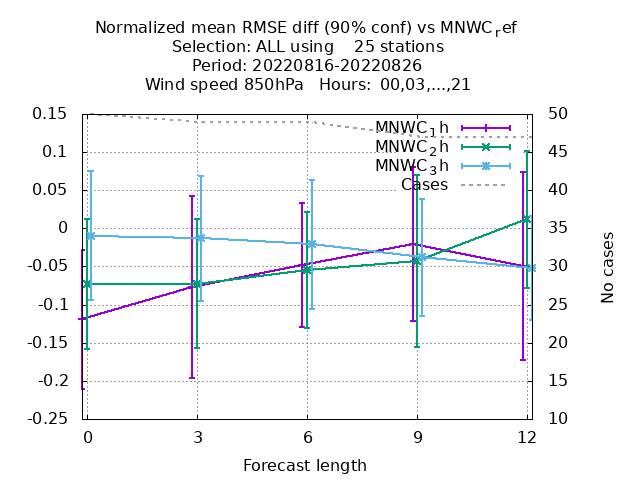 Normalized mean RMSE diff (90% conf) vs MNWC_ref
Selection: ALL using    25 stations
Period: 20220816-20220826
Wind speed 850hPa   Hours:  00,03,...,21
MNWC_1h
MNWC_2h
MNWC_3h
Cases
0.15
0.1
0.05
0
-0.05
-0.1
-0.15
-0.2
-0.25
50
45
40
35
30
25
20
15
10
No cases
0 3 6 9 12
Forecast length